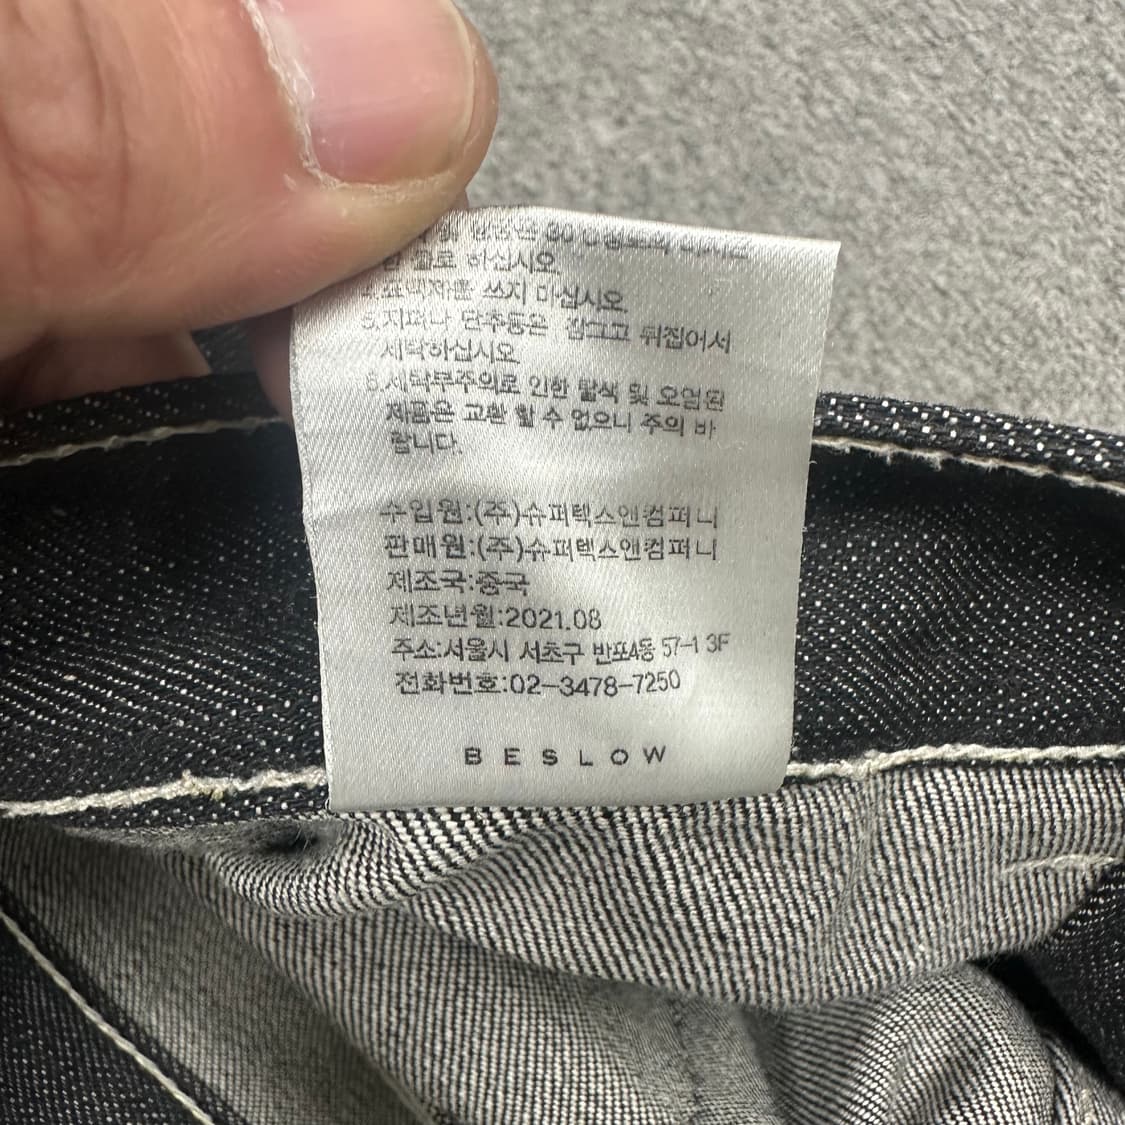 으로 하십시오.
표백제를 쓰지 마십시오.
5.지퍼나 단추등은 잠그고 뒤집어서
세탁하십시오
6.세탁부주의로 인한 탈색 및 오염된
제품은 교환 할 수 없으니 주의 바
랍니다.
수입원:(주)슈퍼텍스앤컴퍼니
판매원:(주)슈퍼텍스앤컴퍼니
제조국:중국
제조년월:2021.08
주소:서울시 서초구 반포4동 57-1 3F
전화번호:02-3478-7250
BESLOW